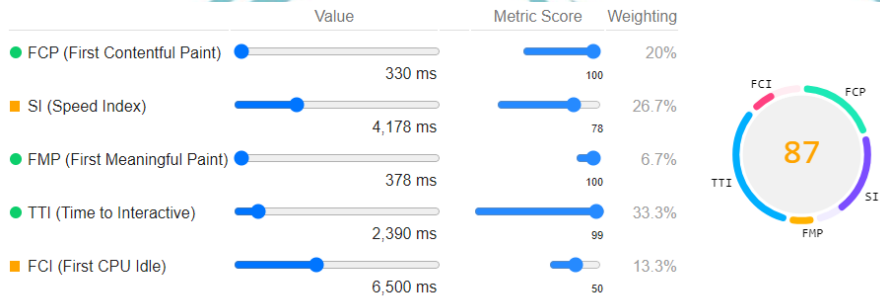 Value Metric Score Weighting
FCP (First Contentful Paint) 20%
330 ms 100
SI (Speed Index) 26.7%
4,178 ms 78
FMP (First Meaningful Paint) 6.7%
378 ms 100
TTI (Time to Interactive) 33.3%
2,390 ms 99
FCI (First CPU Idle) 13.3%
6,500 ms 50
FCI FCP
87
TTI SI
FMP